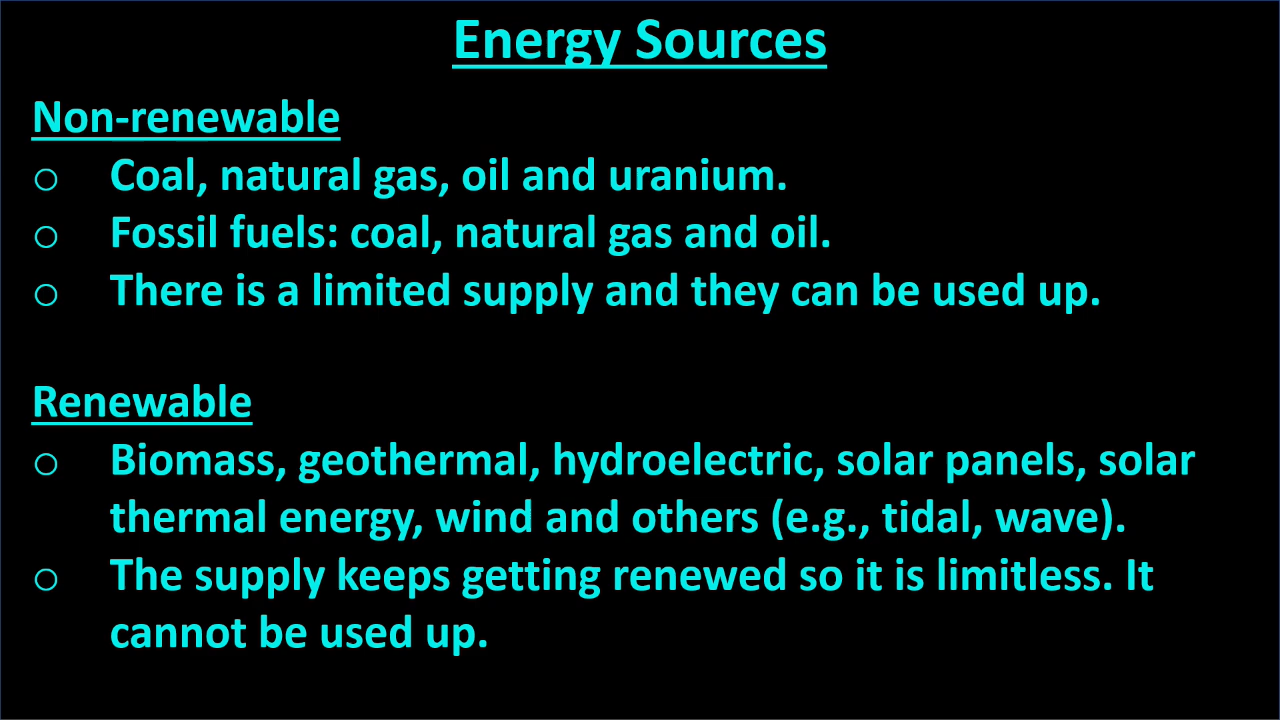 Energy Sources
Non-renewable
o Coal, natural gas, oil and uranium.
o Fossil fuels: coal, natural gas and oil.
o There is a limited supply and they can be used up.
Renewable
o Biomass, geothermal, hydroelectric, solar panels, solar
thermal energy, wind and others (e.g., tidal, wave).
o The supply keeps getting renewed so it is limitless. It
cannot be used up.